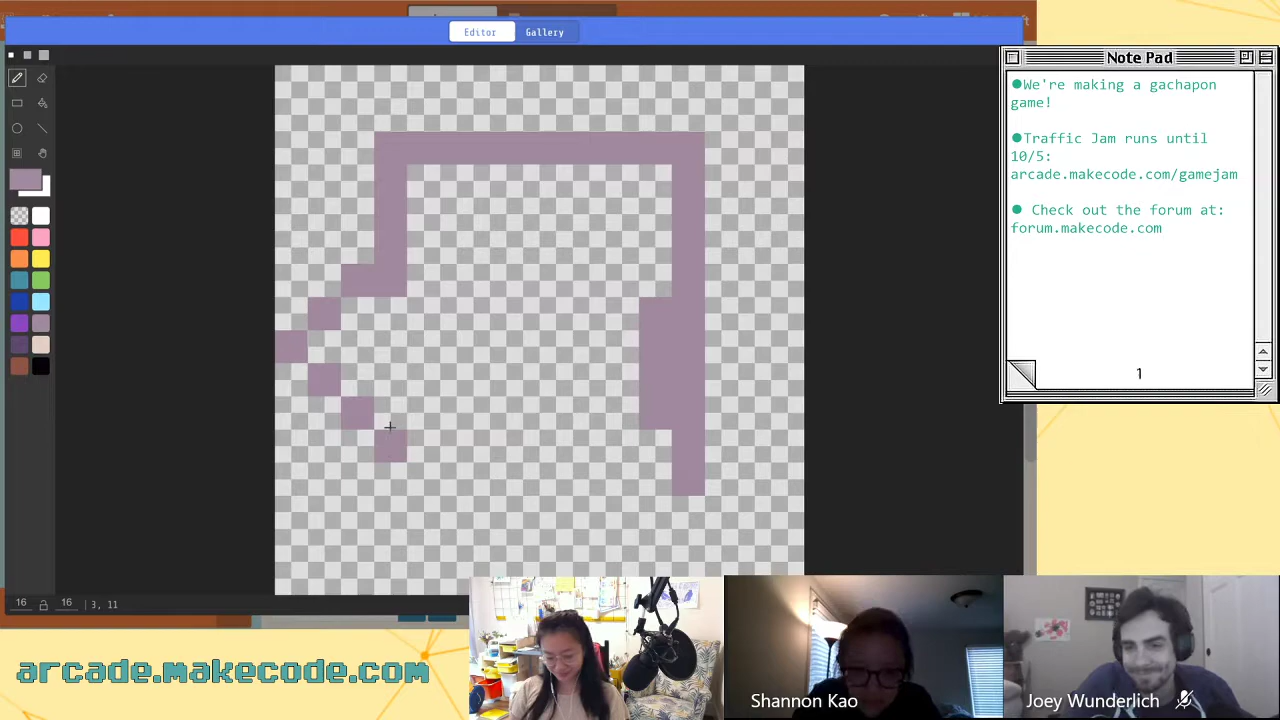 Editor
Gallery
Note Pad
●We're making a gachapon
game!
●Traffic Jam runs until
10/5:
arcade.makecode.com/gamejam
● Check out the forum at:
forum.makecode.com
1
16
16
3, 11
arcade.makecode.com
Shannon Kao
Joey Wunderlich